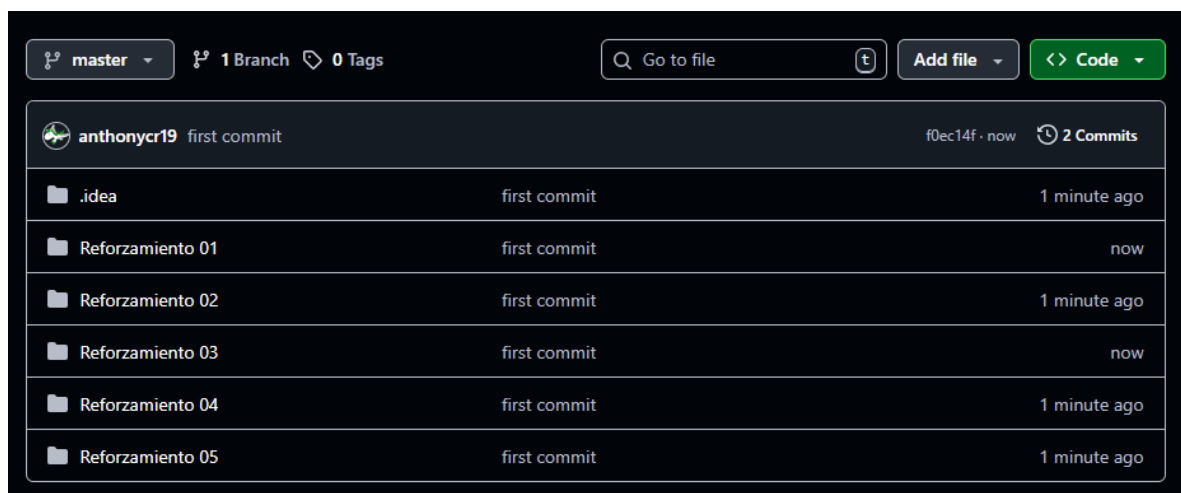 master 1 Branch 0 Tags Go to file t Add file <> Code
anthonycr19 first commit f0ec14f · now 2 Commits
.idea first commit 1 minute ago
Reforzamiento 01 first commit now
Reforzamiento 02 first commit 1 minute ago
Reforzamiento 03 first commit now
Reforzamiento 04 first commit 1 minute ago
Reforzamiento 05 first commit 1 minute ago